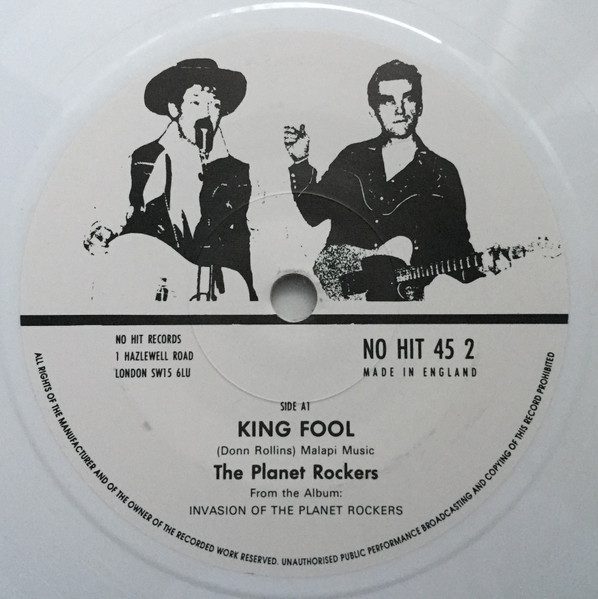 NO HIT RECORDS
1 HAZLEWELL ROAD
LONDON SW15 6LU
NO HIT 45 2
MADE IN ENGLAND
SIDE A1
KING FOOL
(Donn Rollins) Malapi Music
The Planet Rockers
From the Album:
INVASION OF THE PLANET ROCKERS
ALL RIGHTS OF THE MANUFACTURER AND OF THE OWNER OF THE RECORDED WORK RESERVED. UNAUTHORISED PUBLIC PERFORMANCE BROADCASTING AND COPYING OF THIS RECORD PROHIBITED